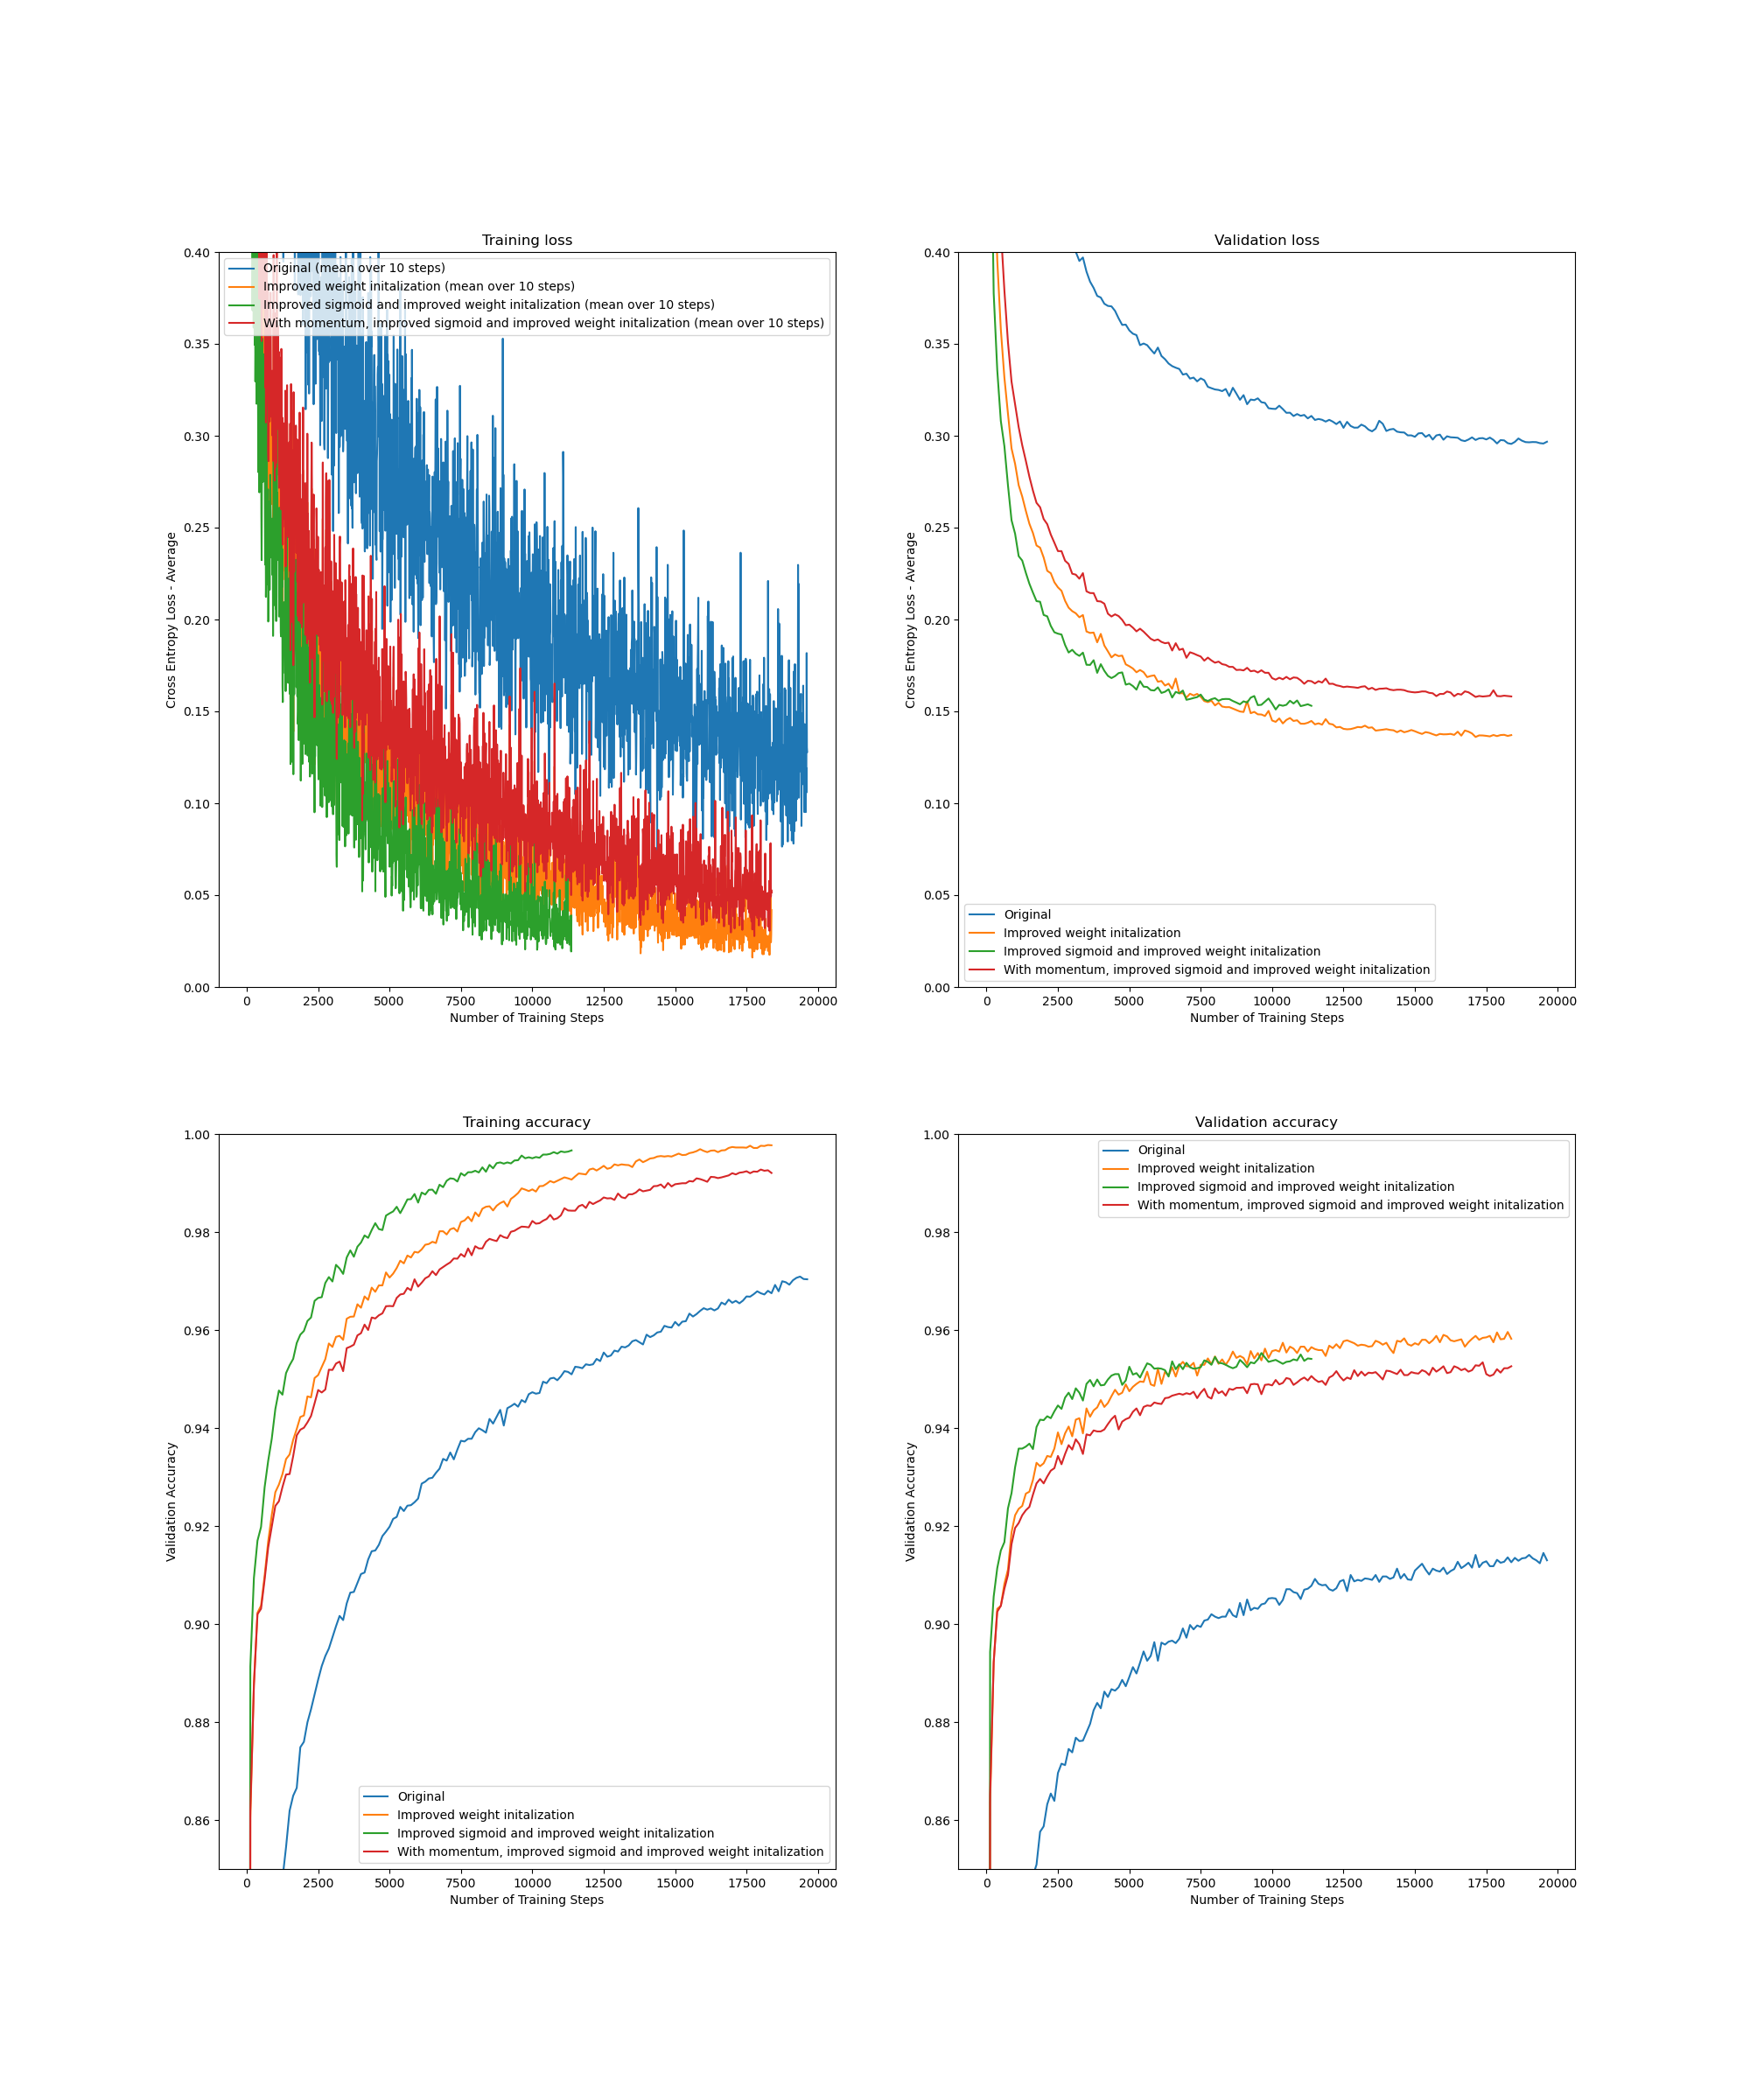 Training loss
0.40
0.35
0.30
0.25
0.20
0.15
0.10
0.05
0.00
Cross Entropy Loss - Average
Original (mean over 10 steps)
Improved weight initalization (mean over 10 steps)
Improved sigmoid and improved weight initalization (mean over 10 steps)
With momentum, improved sigmoid and improved weight initalization (mean over 10 steps)
0 2500 5000 7500 10000 12500 15000 17500 20000
Number of Training Steps
Validation loss
0.40
0.35
0.30
0.25
0.20
0.15
0.10
0.05
0.00
Cross Entropy Loss - Average
Original
Improved weight initalization
Improved sigmoid and improved weight initalization
With momentum, improved sigmoid and improved weight initalization
0 2500 5000 7500 10000 12500 15000 17500 20000
Number of Training Steps
Training accuracy
1.00
0.98
0.96
0.94
0.92
0.90
0.88
0.86
Validation Accuracy
Original
Improved weight initalization
Improved sigmoid and improved weight initalization
With momentum, improved sigmoid and improved weight initalization
0 2500 5000 7500 10000 12500 15000 17500 20000
Number of Training Steps
Validation accuracy
1.00
0.98
0.96
0.94
0.92
0.90
0.88
0.86
Validation Accuracy
Original
Improved weight initalization
Improved sigmoid and improved weight initalization
With momentum, improved sigmoid and improved weight initalization
0 2500 5000 7500 10000 12500 15000 17500 20000
Number of Training Steps